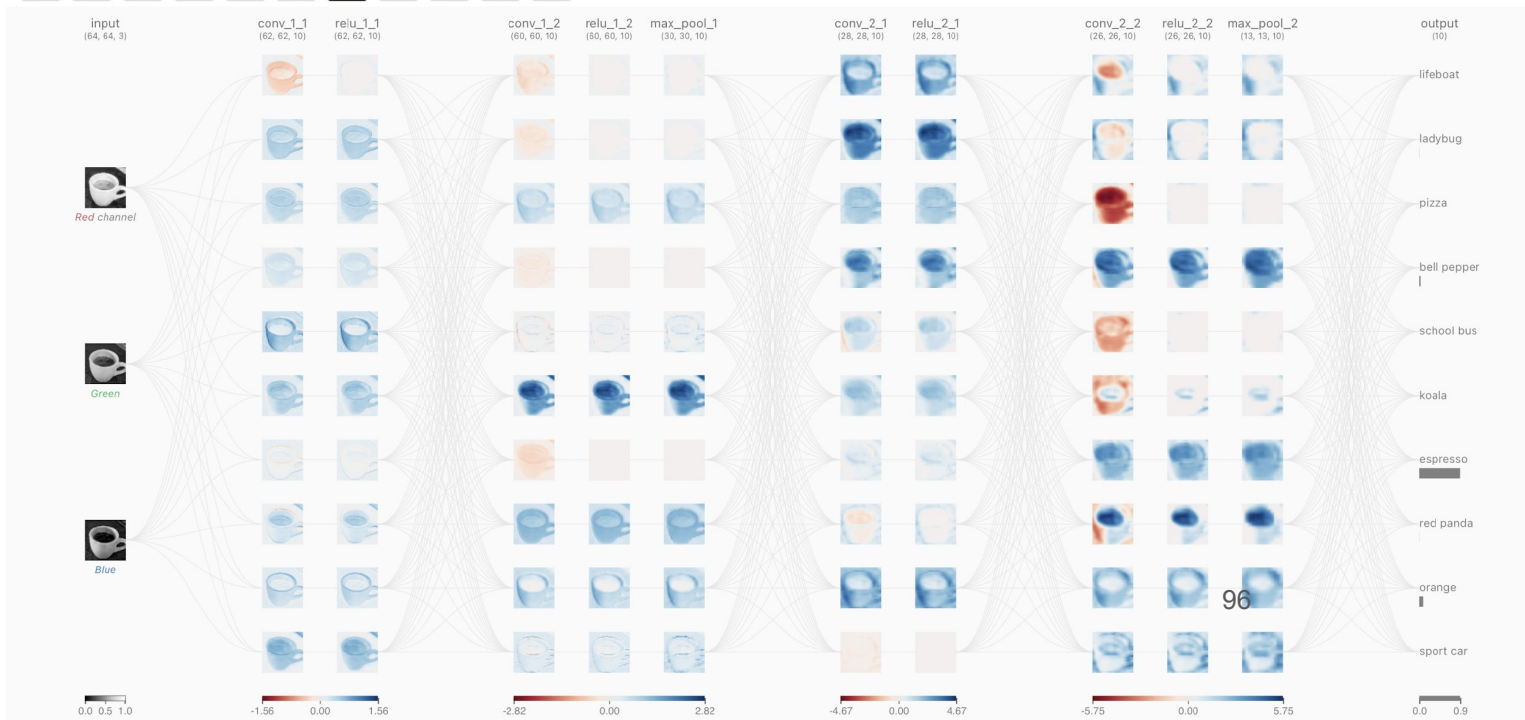 input conv_1_1 relu_1_1 conv_1_2 relu_1_2 max_pool_1 conv_2_1 relu_2_1 conv_2_2 relu_2_2 max_pool_2 output
(64, 64, 3) (62, 62, 10) (62, 62, 10) (60, 60, 10) (60, 60, 10) (30, 30, 10) (28, 28, 10) (28, 28, 10) (26, 26, 10) (26, 26, 10) (13, 13, 10) (10)
lifeboat
ladybug
pizza
Red channel
bell pepper
school bus
Green
koala
espresso
red panda
Blue
orange
96
sport car
0.0 0.5 1.0 -1.56 0.00 1.56 -2.82 0.00 2.82 -4.67 0.00 4.67 -5.75 0.00 5.75 0.0 0.9